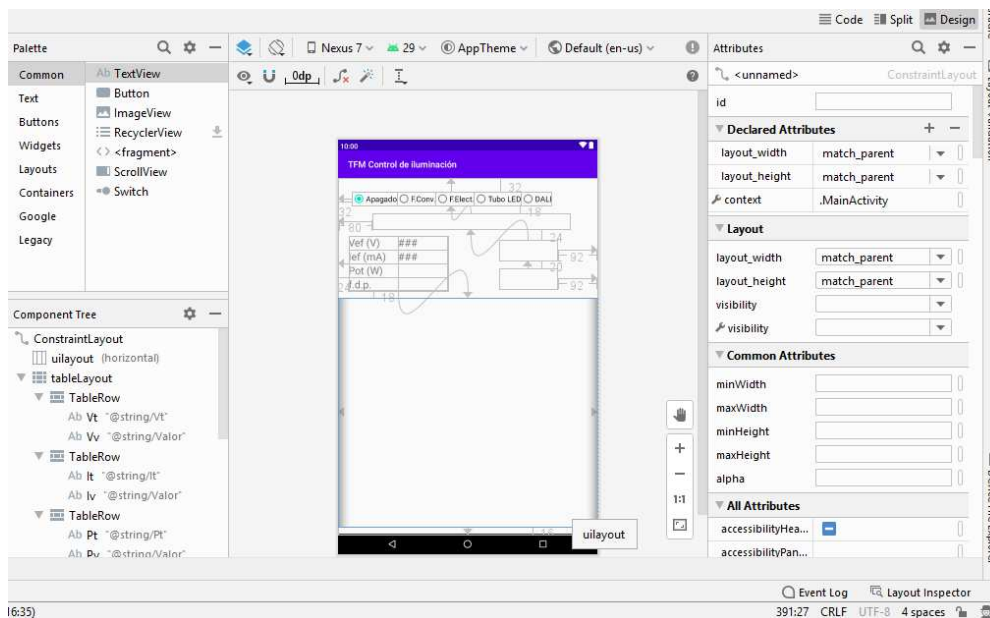 Code Split Design
Palette
Common
Text
Buttons
Widgets
Layouts
Containers
Google
Legacy
Ab TextView
Button
ImageView
RecyclerView
<> <fragment>
ScrollView
Switch
Nexus 7 29 AppTheme Default (en-us)
0dp
10:00
TFM Control de iluminación
32
Apagado F.Conv F.Elect Tubo LED DALI
32 18
80
24
Vef (V) ###
Ief (mA) ###
92
Pot (W)
20
24 f.d.p.
92
18
uilayout
1:1
Component Tree
ConstraintLayout
uilayout (horizontal)
tableLayout
TableRow
Ab Vt "@string/Vt"
Ab Vv "@string/Valor"
TableRow
Ab It "@string/It"
Ab Iv "@string/Valor"
TableRow
Ab Pt "@string/Pt"
Ab Pv "@string/Valor"
Attributes
<unnamed> ConstraintLayout
id
Declared Attributes
layout_width match_parent
layout_height match_parent
context .MainActivity
Layout
layout_width match_parent
layout_height match_parent
visibility
visibility
Common Attributes
minWidth
maxWidth
minHeight
maxHeight
alpha
All Attributes
accessibilityHea...
accessibilityPan...
Event Log Layout Inspector
16:35) 391:27 CRLF UTF-8 4 spaces